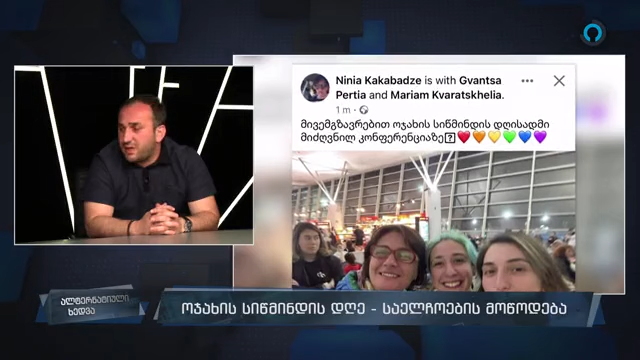 Ninia Kakabadze is with Gvantsa
Pertia and Mariam Kvaratskhelia.
1 m
მივემგზავრებით ოჯახის სიწმინდის დღისადმი
მიძღვნილ კონფერენციაზე
ალტერნატიული
ხედვა
ოჯახის სიწმინდის დღე - საელჩოების მოწოდება